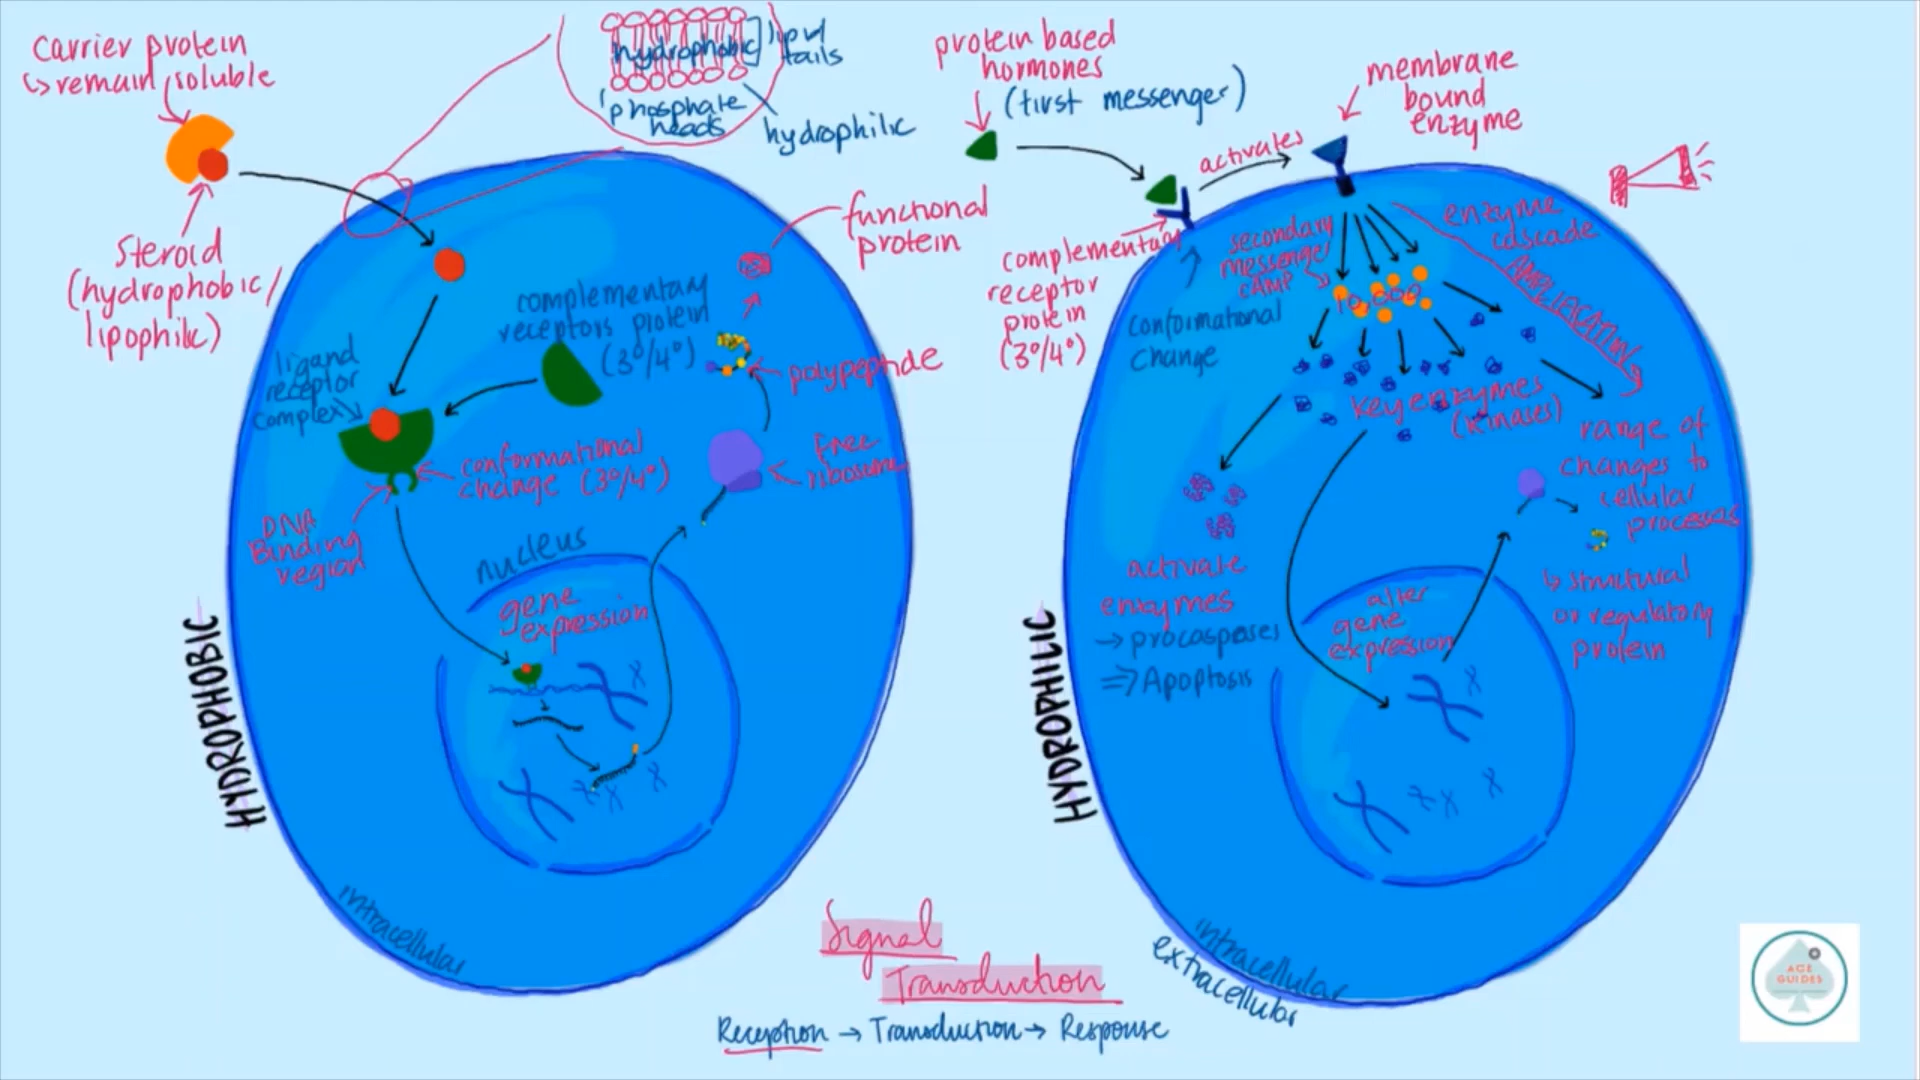 Carrier protein
↳ remain soluble
Steroid
(hydrophobic/
lipophilic)
hydrophobic
lipid
tails
phosphate
heads
hydrophilic
functional
protein
complementary
receptors protein
(3°/4°)
polypeptide
ligand
receptor
complex
conformational
change (3°/4°)
Free
ribosome
DNA
Binding
region
nucleus
gene
expression
HYDROPHOBIC
intracellular
protein based
hormones
(first messenger)
activates
membrane
bound
enzyme
complementary
receptor
protein
(3°/4°)
conformational
change
secondary
messenger
cAMP
10,000
enzyme
cascade
AMPLIFICATION
key enzymes
(kinases)
range of
changes to
cellular
processes
↳ structural
or regulatory
protein
activate
enzymes
→ procaspases
⇒ Apoptosis
alter
gene
expression
HYDROPHILIC
intracellular
extracellular
Signal
Transduction
Reception → Transduction → Response
ACE
GUIDES